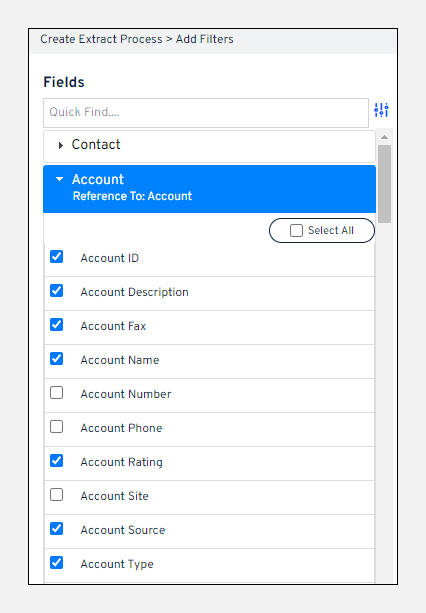 Create Extract Process > Add Filters
Fields
Quick Find....
Contact
Account
Reference To: Account
Select All
Account ID
Account Description
Account Fax
Account Name
Account Number
Account Phone
Account Rating
Account Site
Account Source
Account Type